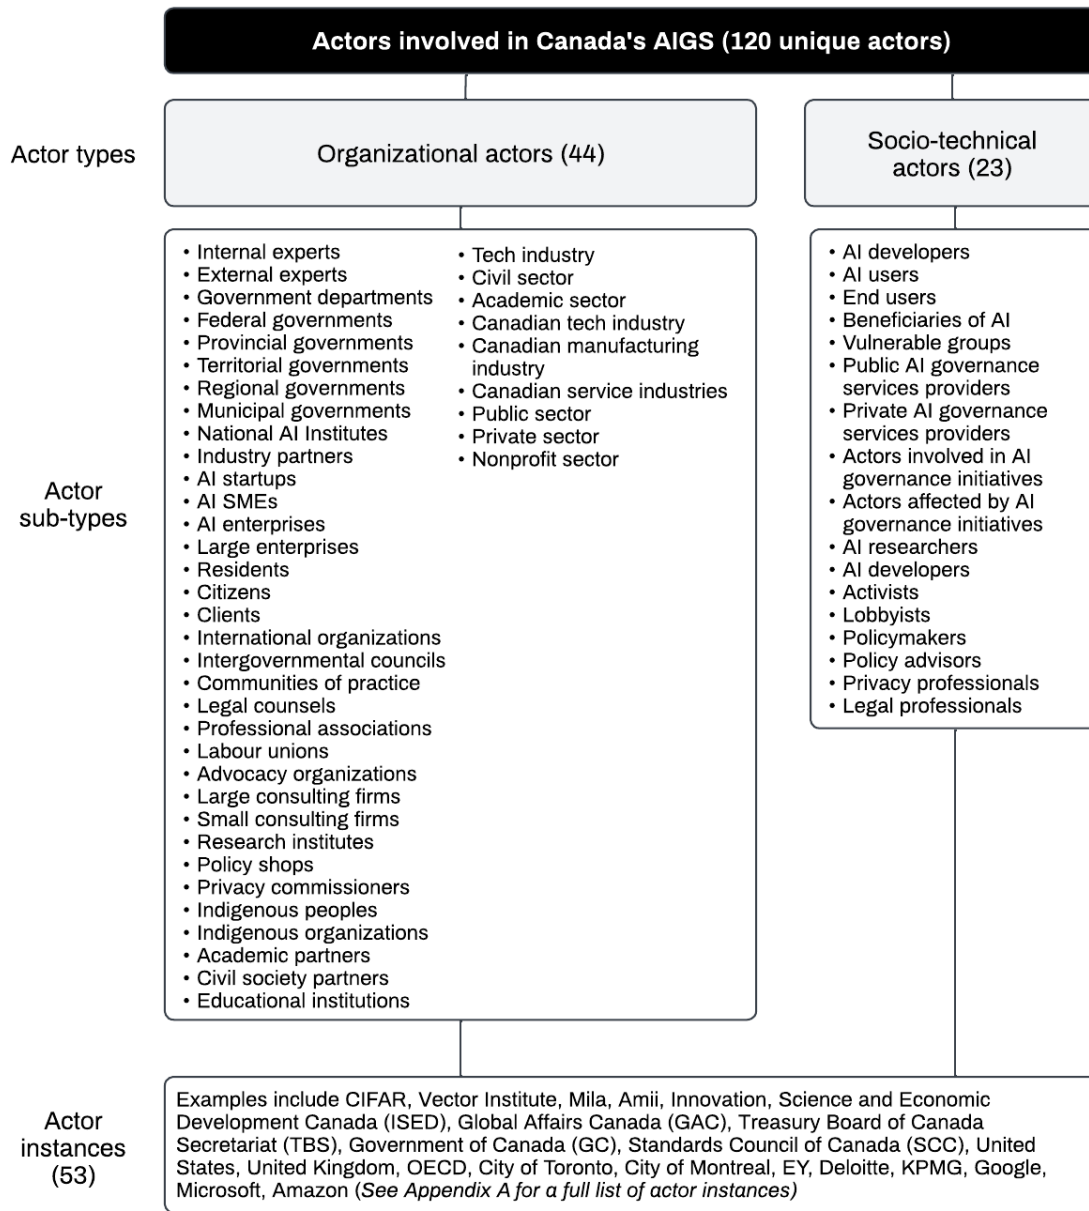 Actors involved in Canada's AIGS (120 unique actors)
Actor types
Organizational actors (44)
Socio-technical
actors (23)
Actor
sub-types
• Internal experts
• External experts
• Government departments
• Federal governments
• Provincial governments
• Territorial governments
• Regional governments
• Municipal governments
• National AI Institutes
• Industry partners
• AI startups
• AI SMEs
• AI enterprises
• Large enterprises
• Residents
• Citizens
• Clients
• International organizations
• Intergovernmental councils
• Communities of practice
• Legal counsels
• Professional associations
• Labour unions
• Advocacy organizations
• Large consulting firms
• Small consulting firms
• Research institutes
• Policy shops
• Privacy commissioners
• Indigenous peoples
• Indigenous organizations
• Academic partners
• Civil society partners
• Educational institutions
• Tech industry
• Civil sector
• Academic sector
• Canadian tech industry
• Canadian manufacturing
industry
• Canadian service industries
• Public sector
• Private sector
• Nonprofit sector
• AI developers
• AI users
• End users
• Beneficiaries of AI
• Vulnerable groups
• Public AI governance
services providers
• Private AI governance
services providers
• Actors involved in AI
governance initiatives
• Actors affected by AI
governance initiatives
• AI researchers
• AI developers
• Activists
• Lobbyists
• Policymakers
• Policy advisors
• Privacy professionals
• Legal professionals
Actor
instances
(53)
Examples include CIFAR, Vector Institute, Mila, Amii, Innovation, Science and Economic
Development Canada (ISED), Global Affairs Canada (GAC), Treasury Board of Canada
Secretariat (TBS), Government of Canada (GC), Standards Council of Canada (SCC), United
States, United Kingdom, OECD, City of Toronto, City of Montreal, EY, Deloitte, KPMG, Google,
Microsoft, Amazon (See Appendix A for a full list of actor instances)